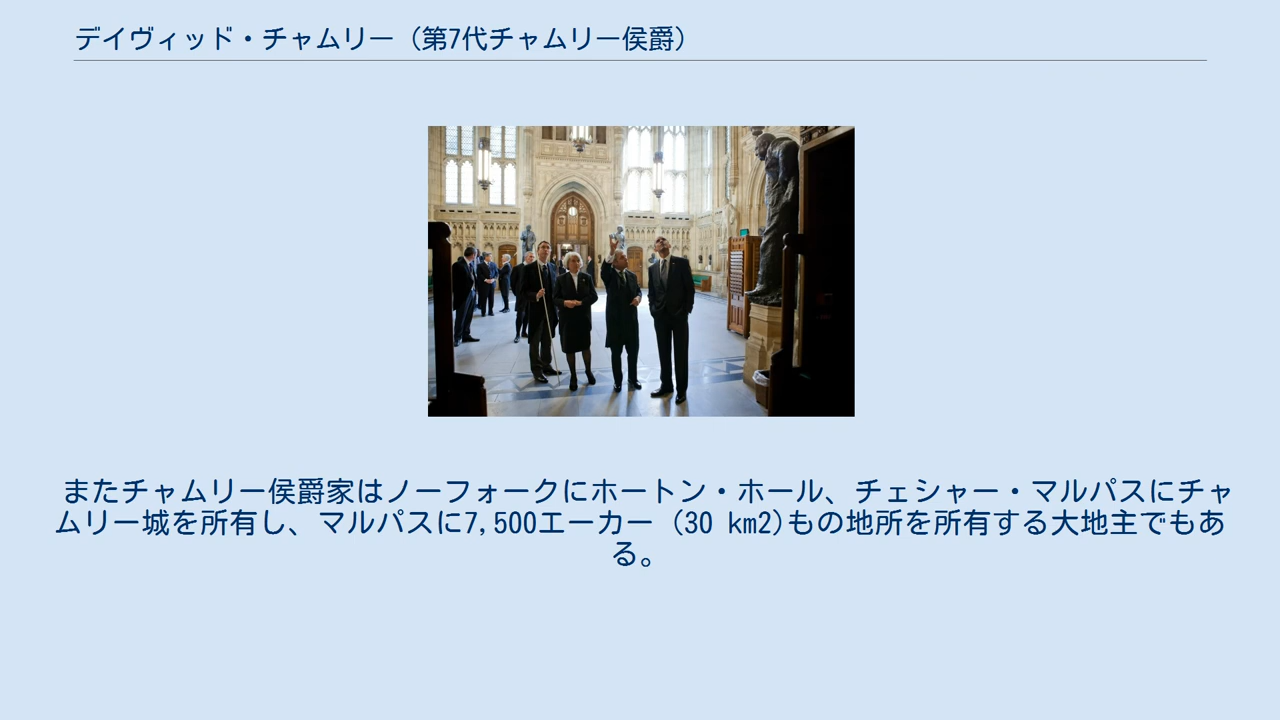 デイヴィッド・チャムリー（第7代チャムリー侯爵）
またチャムリー侯爵家はノーフォークにホートン・ホール、チェシャー・マルパスにチャ
ムリー城を所有し、マルパスに7,500エーカー (30 km2)もの地所を所有する大地主でもあ
る。